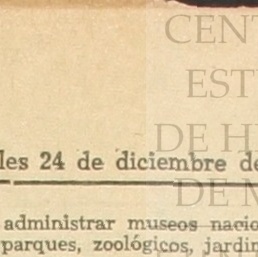 CENT
EST
DE H
les 24 de diciembre de
DE M
administrar museos nacio
parques, zoológicos, jardin